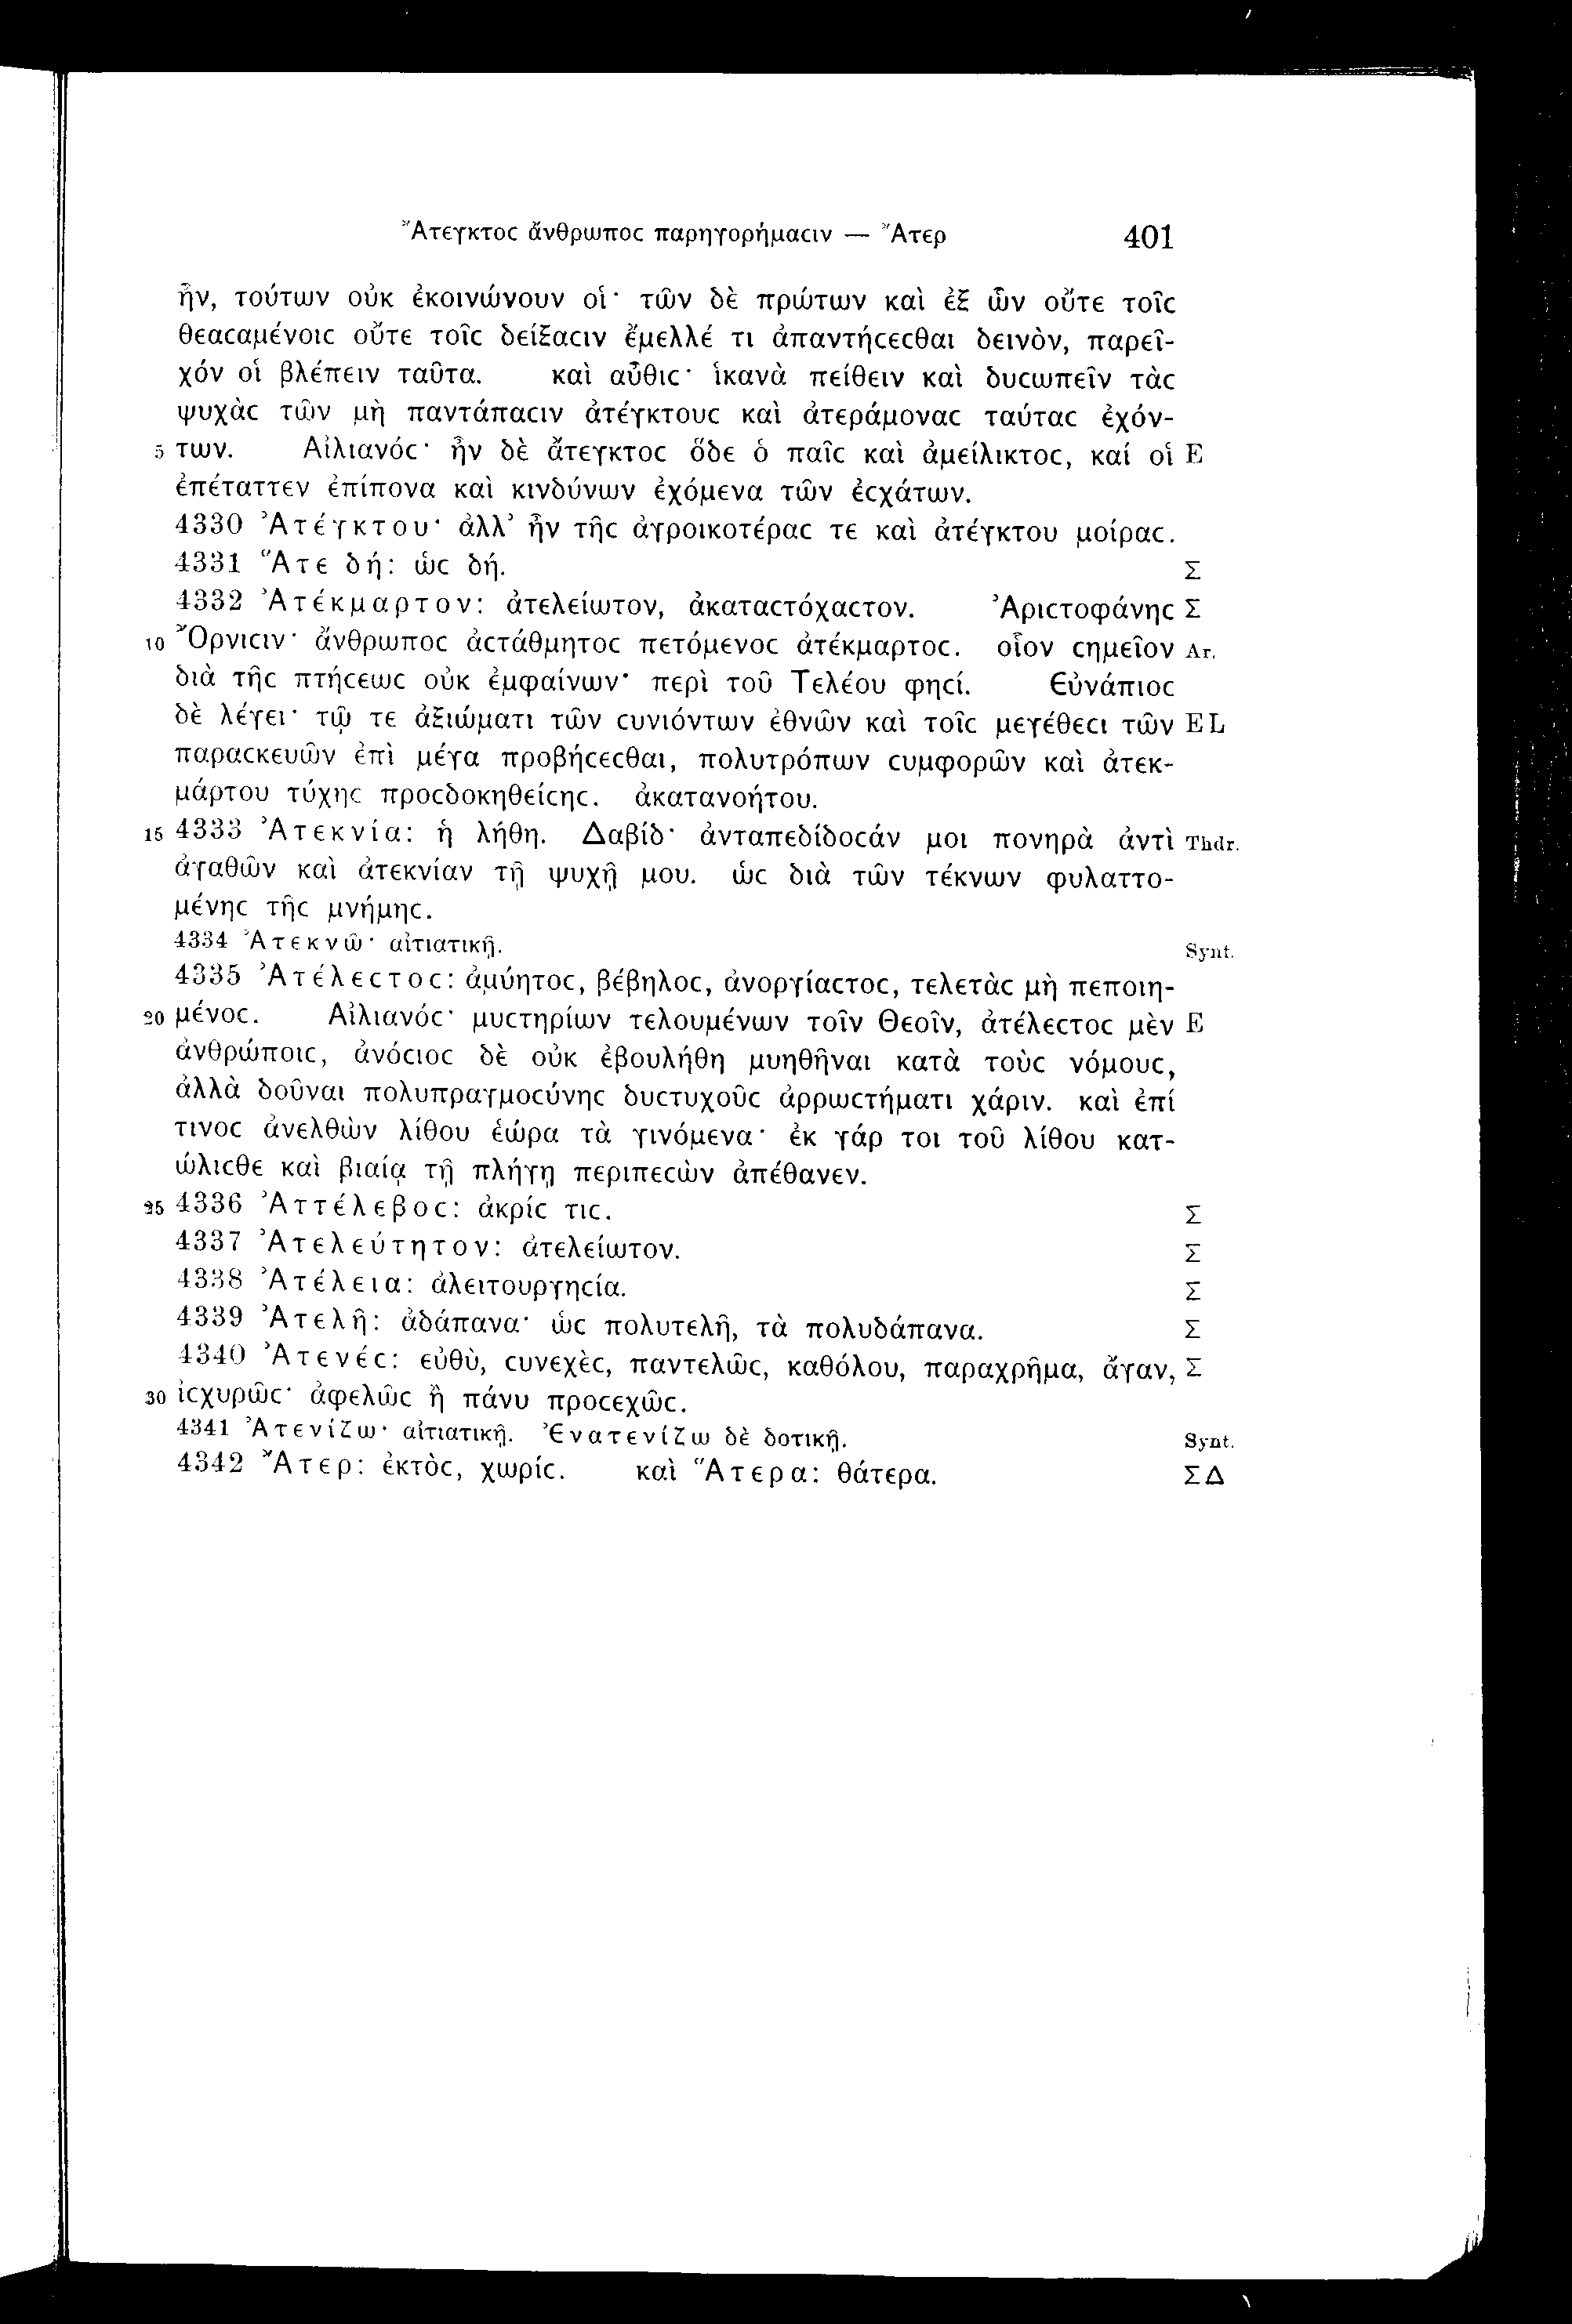 Ἄτεγκτοϲ ἄνθρωποϲ παρηγορήμαϲιν — Ἄτερ 401
ἦν, τούτων οὐκ ἐκοινώνουν οἱ· τῶν δὲ πρώτων καὶ ἐξ ὧν οὔτε τοῖϲ
θεαϲαμένοιϲ οὔτε τοῖϲ δείξαϲιν ἔμελλέ τι ἀπαντήϲεϲθαι δεινὸν, παρεῖ-
χόν οἱ βλέπειν ταῦτα. καὶ αὖθιϲ· ἱκανὰ πείθειν καὶ δυϲωπεῖν τὰϲ
ψυχὰϲ τῶν μὴ παντάπαϲιν ἀτέγκτουϲ καὶ ἀτεράμοναϲ ταύταϲ ἐχόν-
5 των. Αἰλιανόϲ· ἦν δὲ ἄτεγκτοϲ ὅδε ὁ παῖϲ καὶ ἀμείλικτοϲ, καί οἱ E
ἐπέταττεν ἐπίπονα καὶ κινδύνων ἐχόμενα τῶν ἐϲχάτων.
4330 Ἀτέγκτου· ἀλλ’ ἦν τῆϲ ἀγροικοτέραϲ τε καὶ ἀτέγκτου μοίραϲ.
4331 Ἅτε δή: ὡϲ δή. Σ
4332 Ἀτέκμαρτον: ἀτελείωτον, ἀκαταϲτόχαϲτον. Ἀριϲτοφάνηϲ Σ
10 Ὄρνιϲιν· ἄνθρωποϲ ἀϲτάθμητοϲ πετόμενοϲ ἀτέκμαρτοϲ. οἷον ϲημεῖον Ar.
διὰ τῆϲ πτήϲεωϲ οὐκ ἐμφαίνων· περὶ τοῦ Τελέου φηϲί. Εὐνάπιοϲ
δὲ λέγει· τῷ τε ἀξιώματι τῶν ϲυνιόντων ἐθνῶν καὶ τοῖϲ μεγέθεϲι τῶν EL
παραϲκευῶν ἐπὶ μέγα προβήϲεϲθαι, πολυτρόπων ϲυμφορῶν καὶ ἀτεκ-
μάρτου τύχηϲ προϲδοκηθείϲηϲ. ἀκατανοήτου.
15 4333 Ἀτεκνία: ἡ λήθη. Δαβίδ· ἀνταπεδίδοϲάν μοι πονηρὰ ἀντὶ Thdr.
ἀγαθῶν καὶ ἀτεκνίαν τῇ ψυχῇ μου. ὡϲ διὰ τῶν τέκνων φυλαττο-
μένηϲ τῆϲ μνήμηϲ.
4334 Ἀτεκνῶ· αἰτιατικῇ. Synt.
4335 Ἀτέλεϲτοϲ: ἀμύητοϲ, βέβηλοϲ, ἀνοργίαϲτοϲ, τελετὰϲ μὴ πεποιη-
20 μένοϲ. Αἰλιανόϲ· μυϲτηρίων τελουμένων τοῖν Θεοῖν, ἀτέλεϲτοϲ μὲν E
ἀνθρώποιϲ, ἀνόϲιοϲ δὲ οὐκ ἐβουλήθη μυηθῆναι κατὰ τοὺϲ νόμουϲ,
ἀλλὰ δοῦναι πολυπραγμοϲύνηϲ δυϲτυχοῦϲ ἀρρωϲτήματι χάριν. καὶ ἐπί
τινοϲ ἀνελθὼν λίθου ἑώρα τὰ γινόμενα· ἐκ γάρ τοι τοῦ λίθου κατ-
ώλιϲθε καὶ βιαίᾳ τῇ πλήγῃ περιπεϲὼν ἀπέθανεν.
25 4336 Ἀττέλεβοϲ: ἀκρίϲ τιϲ. Σ
4337 Ἀτελεύτητον: ἀτελείωτον. Σ
4338 Ἀτέλεια: ἀλειτουργηϲία. Σ
4339 Ἀτελῆ: ἀδάπανα· ὡϲ πολυτελῆ, τὰ πολυδάπανα. Σ
4340 Ἀτενέϲ: εὐθὺ, ϲυνεχὲϲ, παντελῶϲ, καθόλου, παραχρῆμα, ἄγαν, Σ
30 ἰϲχυρῶϲ· ἀφελῶϲ ἢ πάνυ προϲεχῶϲ.
4341 Ἀτενίζω· αἰτιατικῇ. Ἐνατενίζω δὲ δοτικῇ. Synt.
4342 Ἄτερ: ἐκτὸϲ, χωρίϲ. καὶ Ἅτερα: θάτερα. ΣΔ